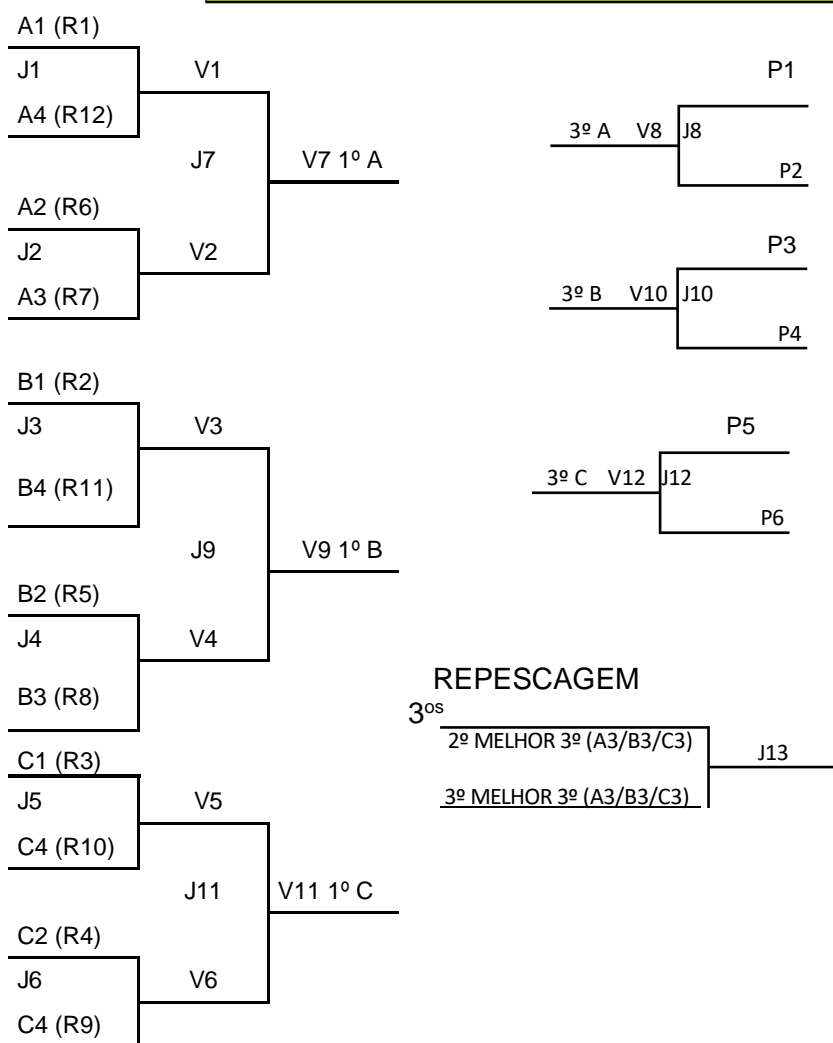 A1 (R1)
J1
V1
A4 (R12)
J7
V7 1º A
A2 (R6)
J2
V2
A3 (R7)
B1 (R2)
J3
V3
B4 (R11)
J9
V9 1º B
B2 (R5)
J4
V4
B3 (R8)
C1 (R3)
J5
V5
C4 (R10)
J11
V11 1º C
C2 (R4)
J6
V6
C4 (R9)
P1
3º A V8 J8
P2
P3
3º B V10 J10
P4
P5
3º C V12 J12
P6
REPESCAGEM
3ºs
2º MELHOR 3º (A3/B3/C3)
J13
3º MELHOR 3º (A3/B3/C3)